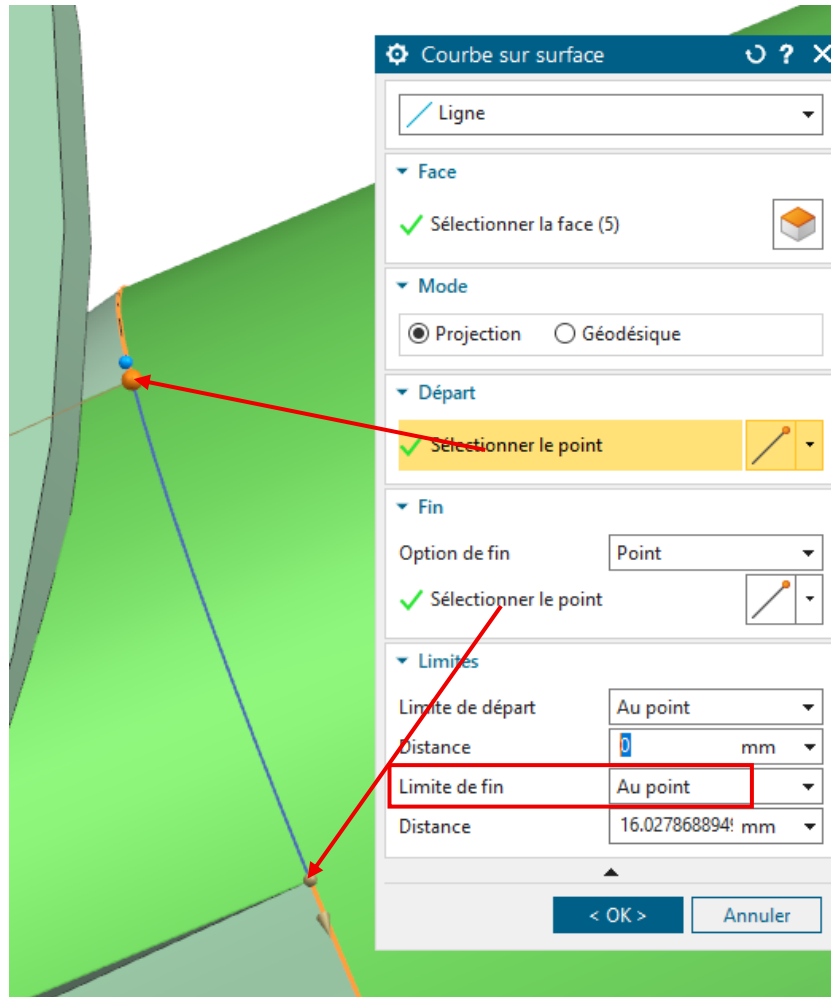 Courbe sur surface
Ligne
Face
Sélectionner la face (5)
Mode
Projection Géodésique
Départ
Sélectionner le point
Fin
Option de fin Point
Sélectionner le point
Limites
Limite de départ Au point
Distance 0 mm
Limite de fin Au point
Distance 16.027868894 mm
< OK > Annuler